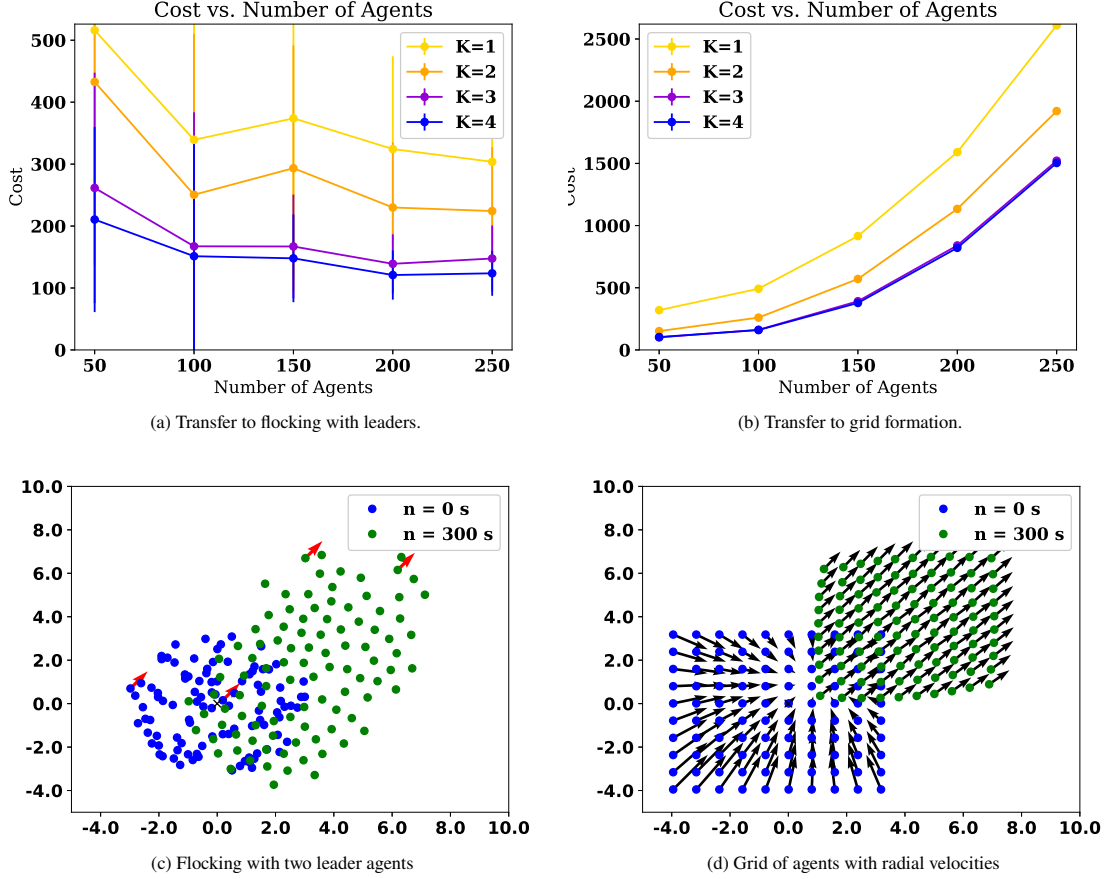 Cost vs. Number of Agents
500
400
300
200
100
0
Cost
K=1
K=2
K=3
K=4
50 100 150 200 250
Number of Agents
(a) Transfer to flocking with leaders.
Cost vs. Number of Agents
2500
2000
1500
1000
500
0
Cost
K=1
K=2
K=3
K=4
50 100 150 200 250
Number of Agents
(b) Transfer to grid formation.
10.0
8.0
6.0
4.0
2.0
0.0
-2.0
-4.0
n = 0 s
n = 300 s
-4.0 -2.0 0.0 2.0 4.0 6.0 8.0 10.0
(c) Flocking with two leader agents
10.0
8.0
6.0
4.0
2.0
0.0
-2.0
-4.0
n = 0 s
n = 300 s
-4.0 -2.0 0.0 2.0 4.0 6.0 8.0 10.0
(d) Grid of agents with radial velocities